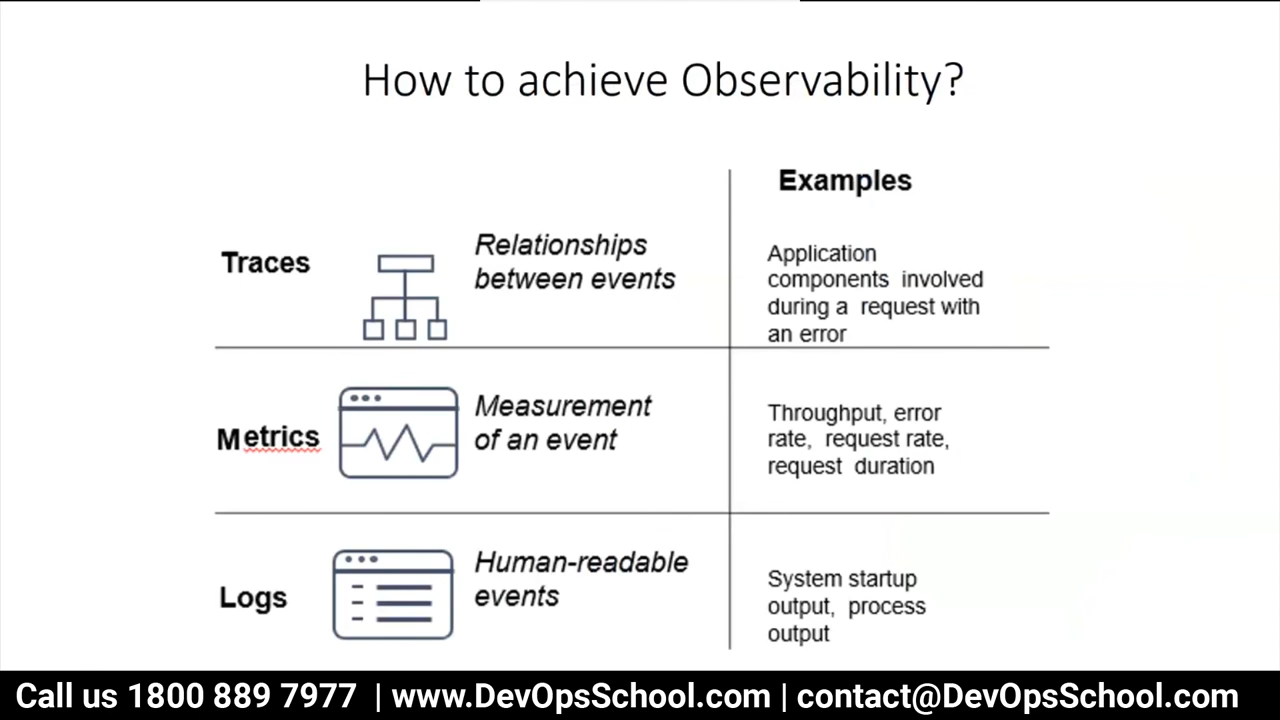 How to achieve Observability?
Examples
Traces
Relationships
between events
Application
components involved
during a request with
an error
Metrics
Measurement
of an event
Throughput, error
rate, request rate,
request duration
Logs
Human-readable
events
System startup
output, process
output
Call us 1800 889 7977 | www.DevOpsSchool.com | contact@DevOpsSchool.com